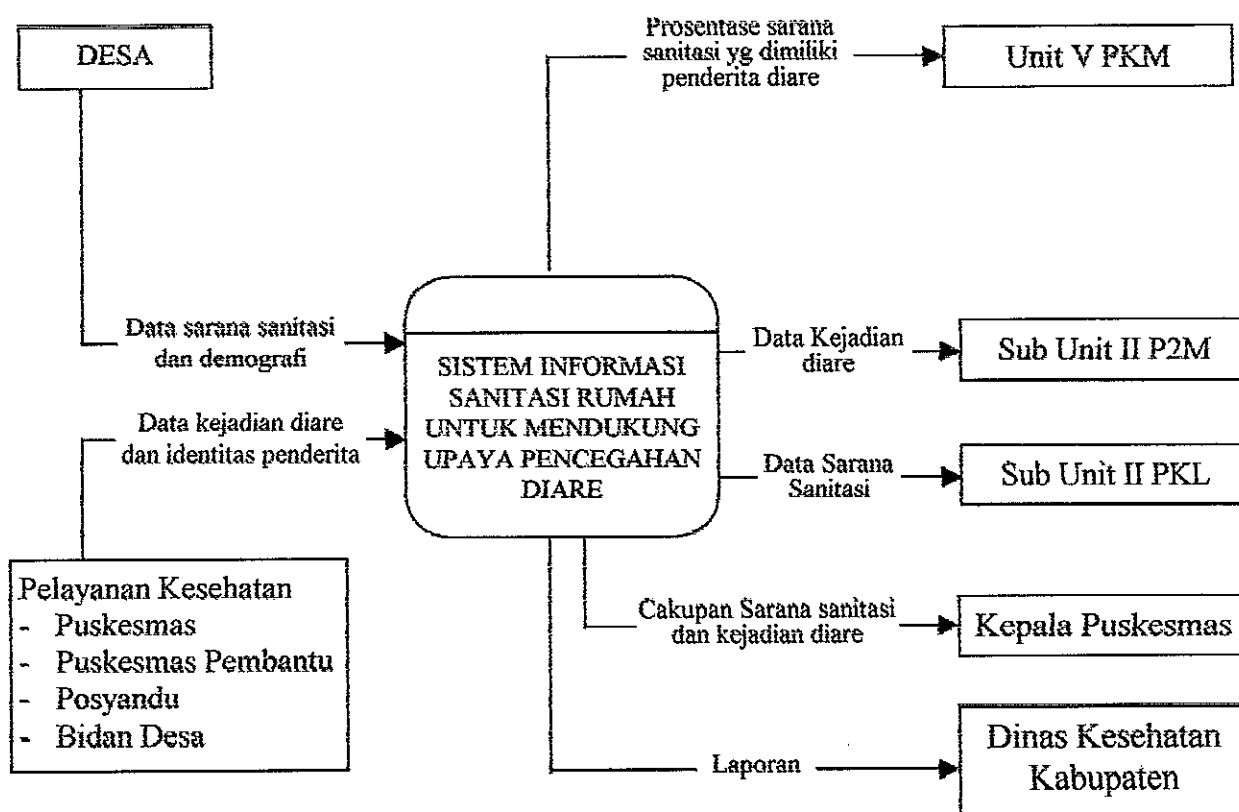 DESA
Prosentase sarana
sanitasi yg dimiliki
penderita diare
Unit V PKM
Data sarana sanitasi
dan demografi
Data kejadian diare
dan identitas penderita
SISTEM INFORMASI
SANITASI RUMAH
UNTUK MENDUKUNG
UPAYA PENCEGAHAN
DIARE
Data Kejadian
diare
Sub Unit II P2M
Data Sarana
Sanitasi
Sub Unit II PKL
Pelayanan Kesehatan
- Puskesmas
- Puskesmas Pembantu
- Posyandu
- Bidan Desa
Cakupan Sarana sanitasi
dan kejadian diare
Kepala Puskesmas
Laporan
Dinas Kesehatan
Kabupaten